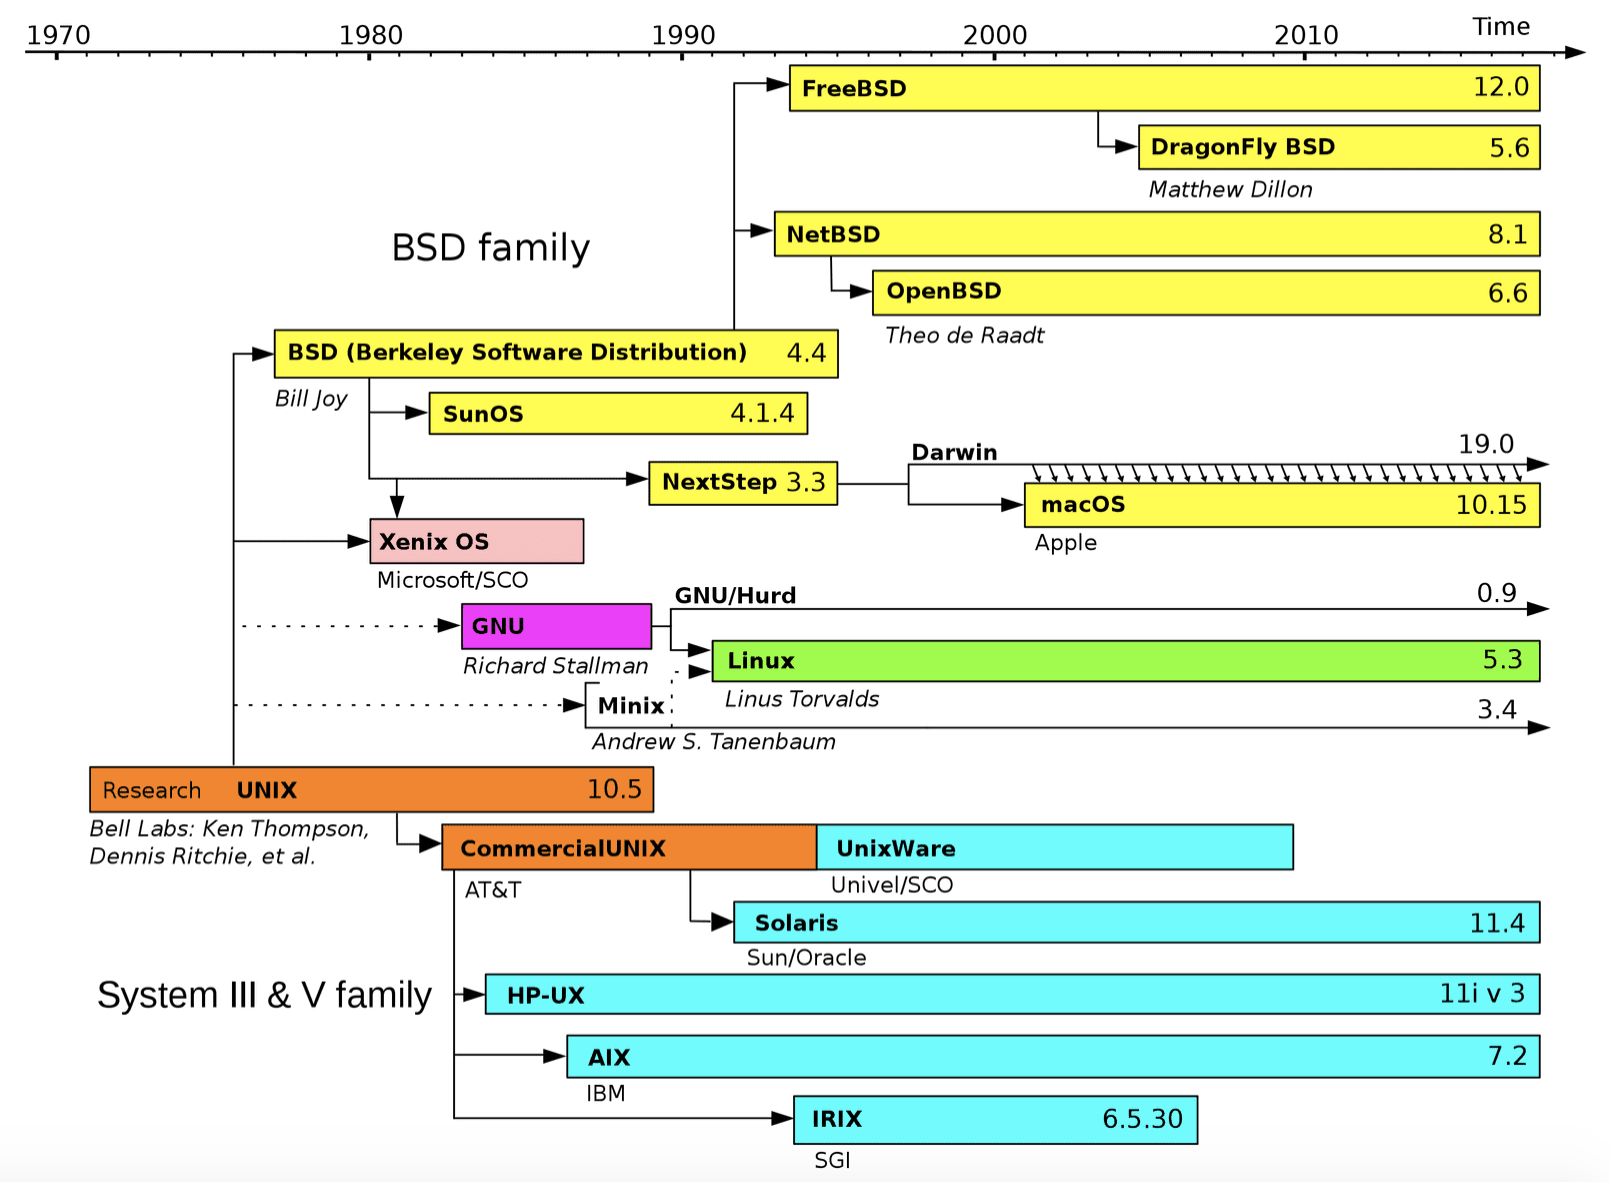 1970 1980 1990 2000 2010 Time
FreeBSD 12.0
DragonFly BSD 5.6
Matthew Dillon
BSD family
NetBSD 8.1
OpenBSD 6.6
Theo de Raadt
BSD (Berkeley Software Distribution) 4.4
Bill Joy
SunOS 4.1.4
Darwin 19.0
NextStep 3.3
macOS 10.15
Apple
Xenix OS
Microsoft/SCO
GNU/Hurd 0.9
GNU
Richard Stallman
Linux 5.3
Linus Torvalds
Minix 3.4
Andrew S. Tanenbaum
Research UNIX 10.5
Bell Labs: Ken Thompson,
Dennis Ritchie, et al.
CommercialUNIX UnixWare
AT&T Univel/SCO
Solaris 11.4
Sun/Oracle
System III & V family
HP-UX 11i v 3
AIX 7.2
IBM
IRIX 6.5.30
SGI